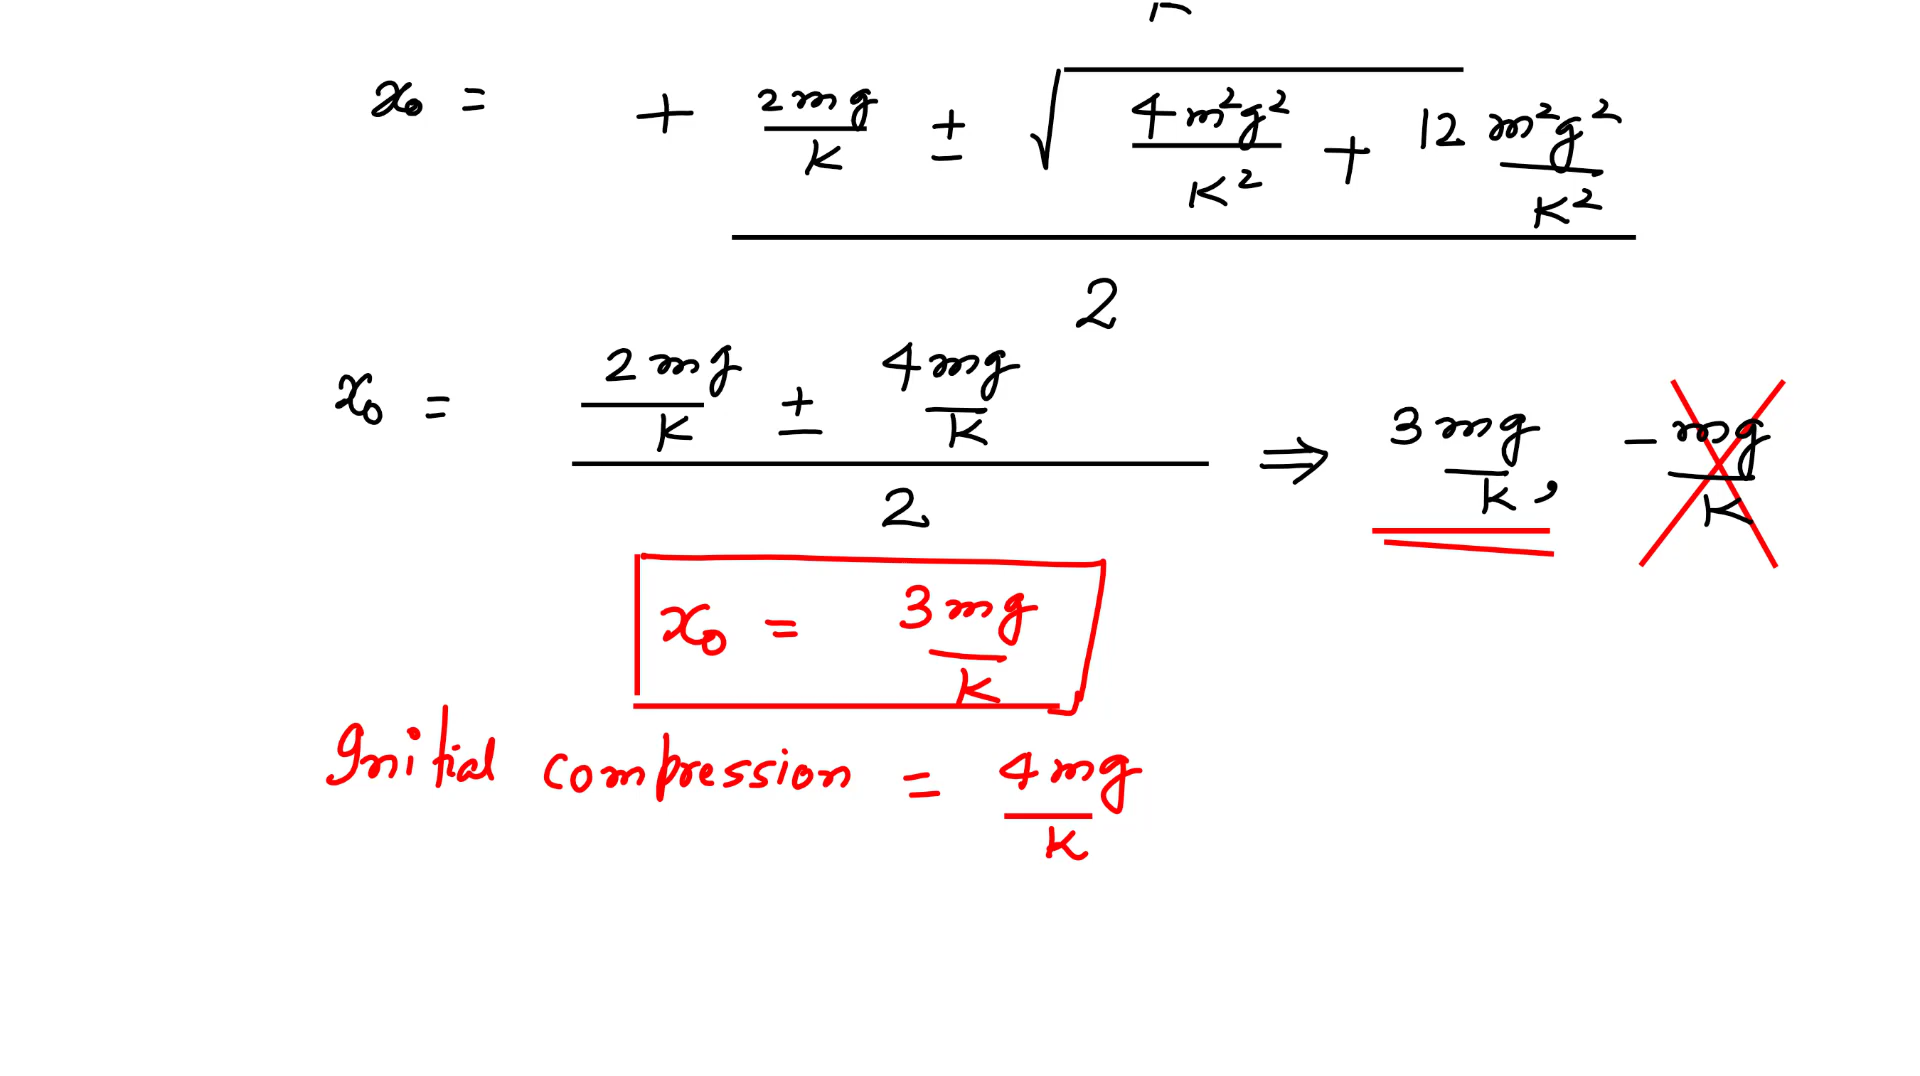 x₀ = + 2mg/K ± √(4m²g²/K² + 12 m²g²/K²)
2
x₀ = (2mg/K ± 4mg/K)/2 ⇒ 3mg/K, -mg/K
x₀ = 3mg/K
Initial compression = 4mg/K